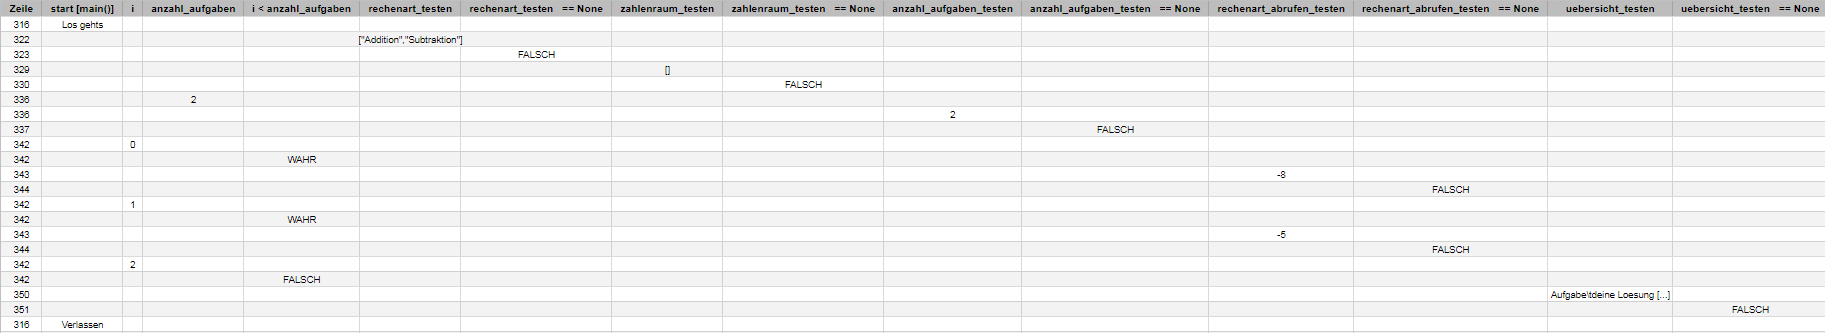 Zeile start [main()] i anzahl_aufgaben i < anzahl_aufgaben rechenart_testen rechenart_testen == None zahlenraum_testen zahlenraum_testen == None anzahl_aufgaben_testen anzahl_aufgaben_testen == None rechenart_abrufen_testen rechenart_abrufen_testen == None uebersicht_testen uebersicht_testen == None
316 Los gehts
322 ["Addition","Subtraktion"]
323 FALSCH
329 []
330 FALSCH
336 2
336 2
337 FALSCH
342 0
342 WAHR
343 -8
344 FALSCH
342 1
342 WAHR
343 -5
344 FALSCH
342 2
342 FALSCH
350 Aufgabe\tdeine Loesung [...]
351 FALSCH
316 Verlassen